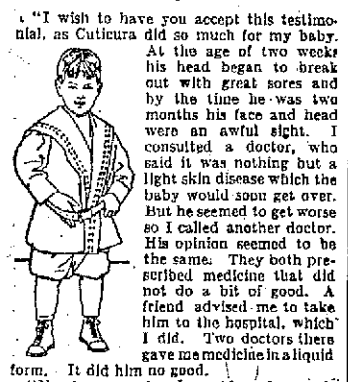 "I wish to have you accept this testimo-
nial, as Cuticura did so much for my baby.
At the age of two weeks
his head began to break
out with great sores and
by the time he was two
months his face and head
were an awful sight. I
consulted a doctor, who
said it was nothing but a
light skin disease which the
baby would soon get over.
But he seemed to get worse
so I called another doctor.
His opinion seemed to be
the same. They both pre-
scribed medicine that did
not do a bit of good. A
friend advised me to take
him to the hospital, which
I did. Two doctors there
gave me medicine in a liquid
form. It did him no good.